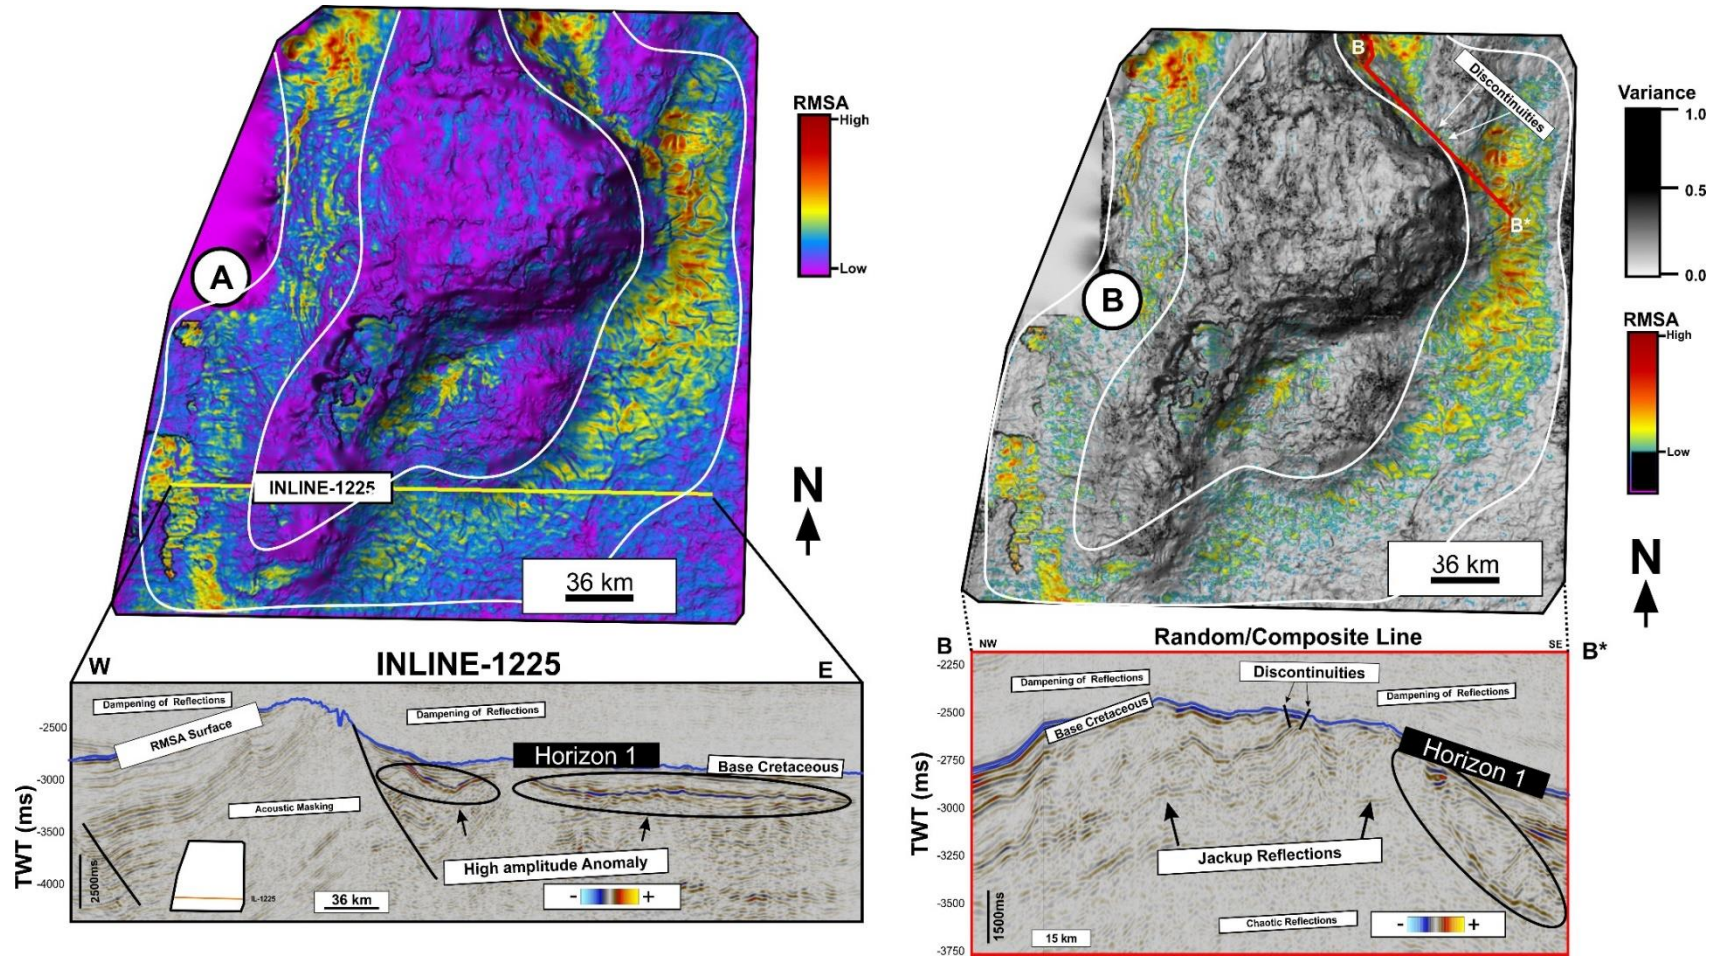 RMSA
High
Low
A
INLINE-1225
N
36 km
W
INLINE-1225
E
Dampening of Reflections
RMSA Surface
Dampening of Reflections
Horizon 1
Base Cretaceous
Acoustic Masking
High amplitude Anomaly
TWT (ms)
-2500
-3000
-3500
-4000
2500ms
IL-1225
36 km
- +
B
Discontinuities
B*
B
Variance
1.0
0.5
0.0
RMSA
High
Low
N
36 km
B
NW
Random/Composite Line
SE
B*
Dampening of Reflections
Discontinuities
Dampening of Reflections
Base Cretaceous
Horizon 1
Jackup Reflections
Chaotic Reflections
TWT (ms)
-2250
-2500
-2750
-3000
-3250
-3500
-3750
1500ms
15 km
- +